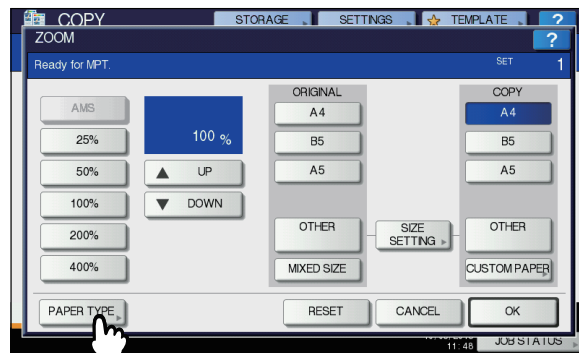 COPY STORAGE SETTINGS TEMPLATE ?
ZOOM ?
Ready for MPT. SET 1
ORIGINAL COPY
AMS A4 A4
25% 100 % B5 B5
50% UP A5 A5
100% DOWN
200% OTHER SIZE SETTING OTHER
400% MIXED SIZE CUSTOM PAPER
PAPER TYPE RESET CANCEL OK
11:48 JOB STATUS